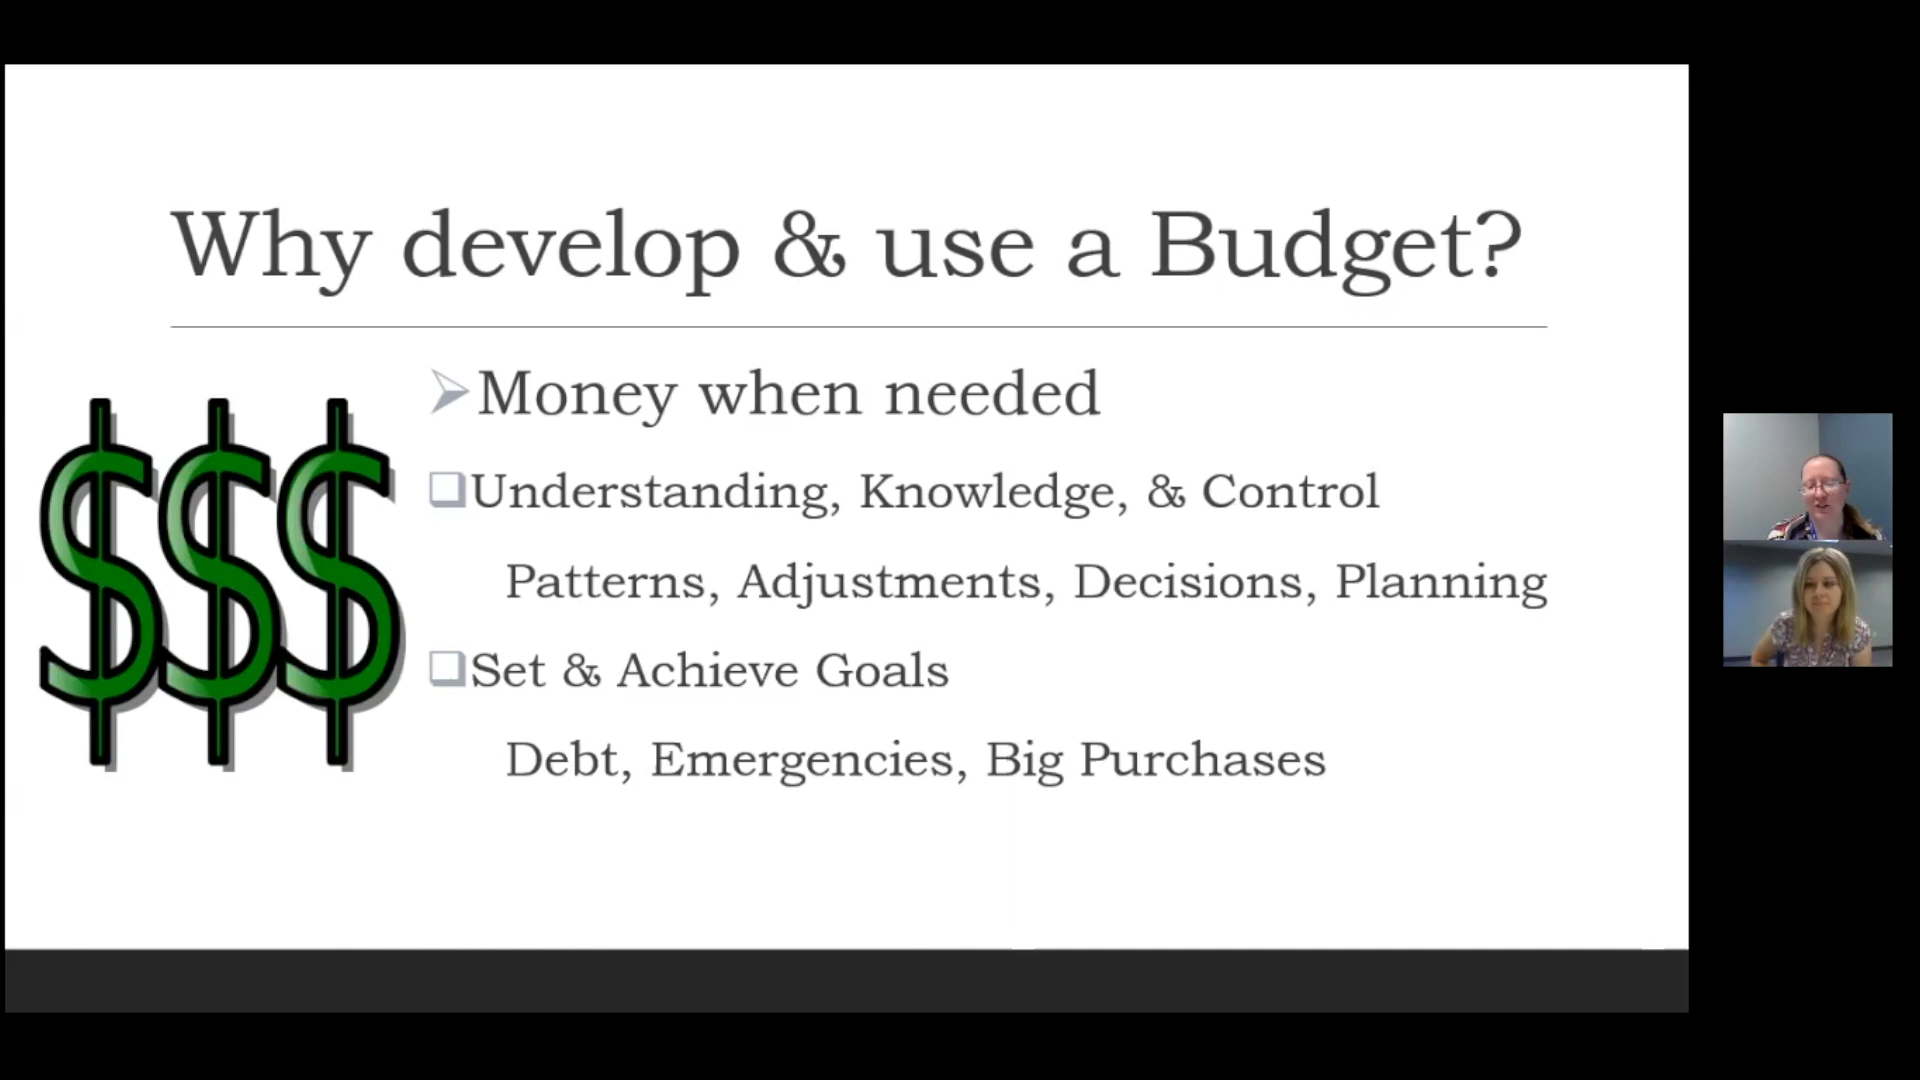 Why develop & use a Budget?
Money when needed
Understanding, Knowledge, & Control
Patterns, Adjustments, Decisions, Planning
Set & Achieve Goals
Debt, Emergencies, Big Purchases
$$$